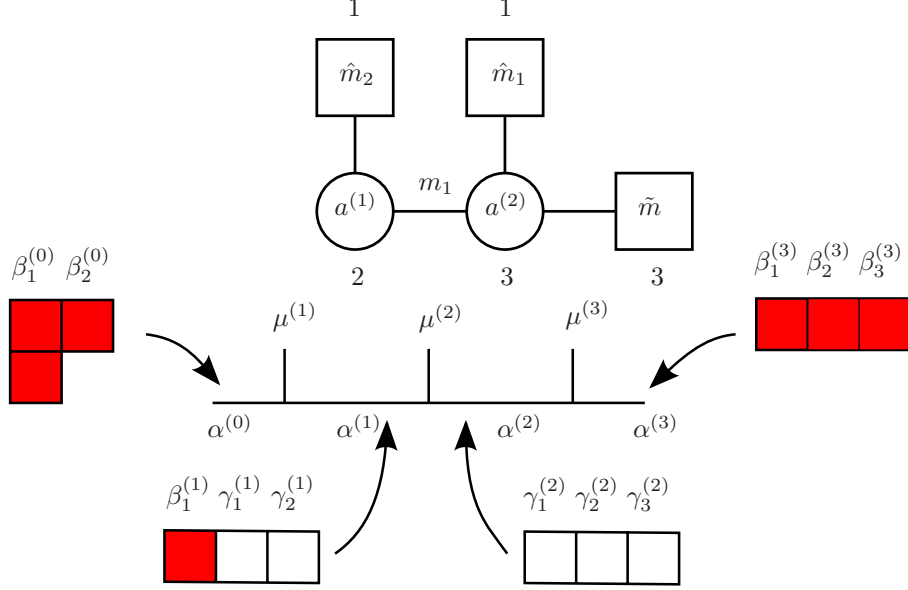 1 1
m̂₂ m̂₁
a⁽¹⁾ m₁ a⁽²⁾ m̃
2 3 3
β₁⁽⁰⁾ β₂⁽⁰⁾
β₁⁽³⁾ β₂⁽³⁾ β₃⁽³⁾
μ⁽¹⁾ μ⁽²⁾ μ⁽³⁾
α⁽⁰⁾ α⁽¹⁾ α⁽²⁾ α⁽³⁾
β₁⁽¹⁾ γ₁⁽¹⁾ γ₂⁽¹⁾
γ₁⁽²⁾ γ₂⁽²⁾ γ₃⁽²⁾